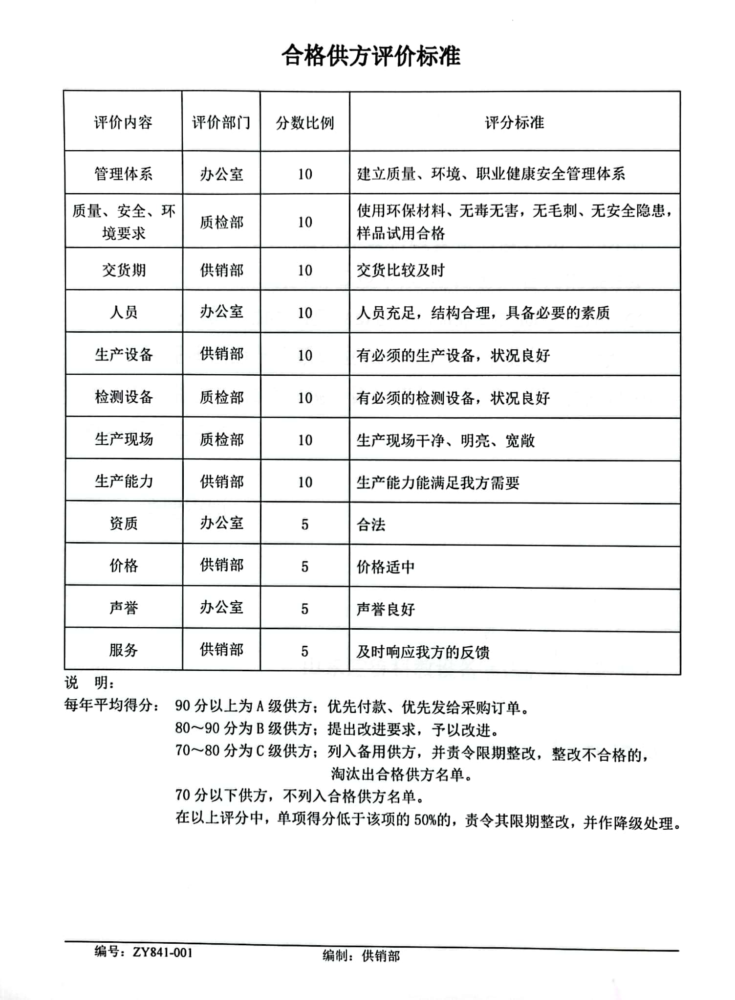 合格供方评价标准
评价内容 评价部门 分数比例 评分标准
管理体系 办公室 10 建立质量、环境、职业健康安全管理体系
质量、安全、环
境要求
质检部 10
使用环保材料、无毒无害，无毛刺、无安全隐患，
样品试用合格
交货期 供销部 10 交货比较及时
人员 办公室 10 人员充足，结构合理，具备必要的素质
生产设备 供销部 10 有必须的生产设备，状况良好
检测设备 质检部 10 有必须的检测设备，状况良好
生产现场 质检部 10 生产现场干净、明亮、宽敞
生产能力 供销部 10 生产能力能满足我方需要
资质 办公室 5 合法
价格 供销部 5 价格适中
声誉 办公室 5 声誉良好
服务 供销部 5 及时响应我方的反馈
说 明：
每年平均得分： 90 分以上为 A 级供方；优先付款、优先发给采购订单。
80～90 分为 B 级供方；提出改进要求，予以改进。
70～80 分为 C 级供方；列入备用供方，并责令限期整改，整改不合格的，
淘汰出合格供方名单。
70 分以下供方，不列入合格供方名单。
在以上评分中，单项得分低于该项的 50%的，责令其限期整改，并作降级处理。
编号：ZY841-001 编制：供销部